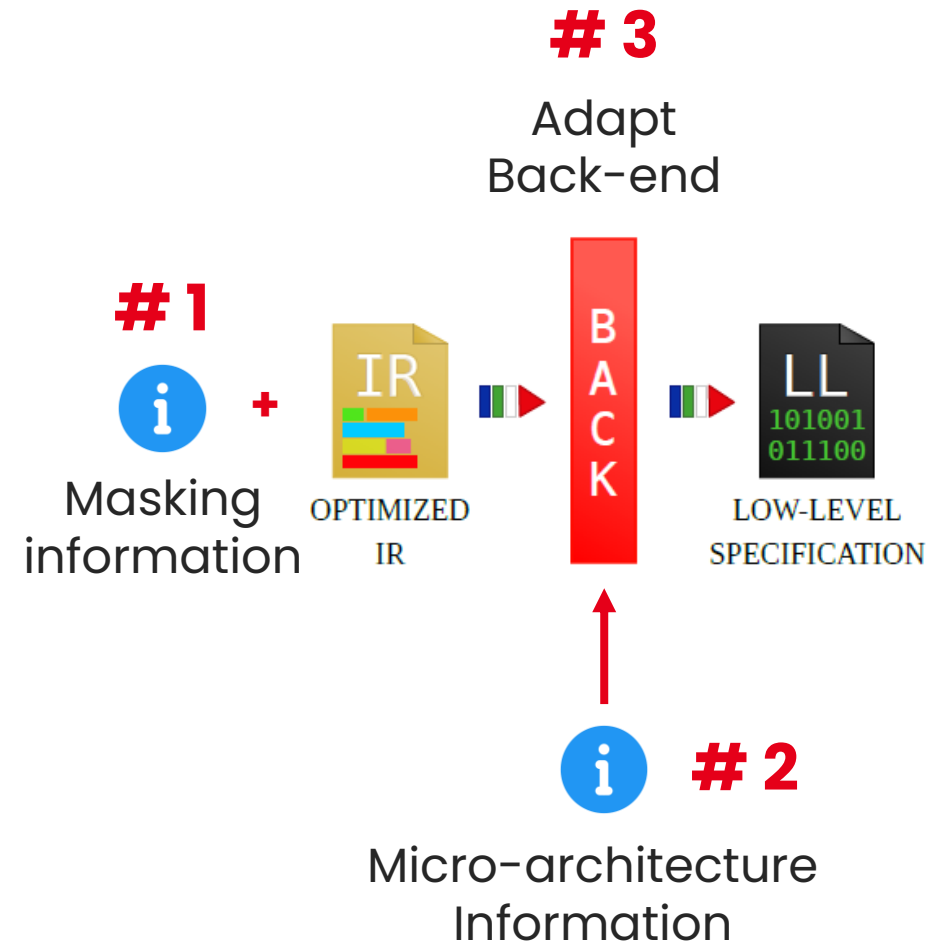 # 3
Adapt
Back-end
# 1
Masking
information
+
IR
OPTIMIZED
IR
B
A
C
K
LL
101001
011100
LOW-LEVEL
SPECIFICATION
# 2
Micro-architecture
Information